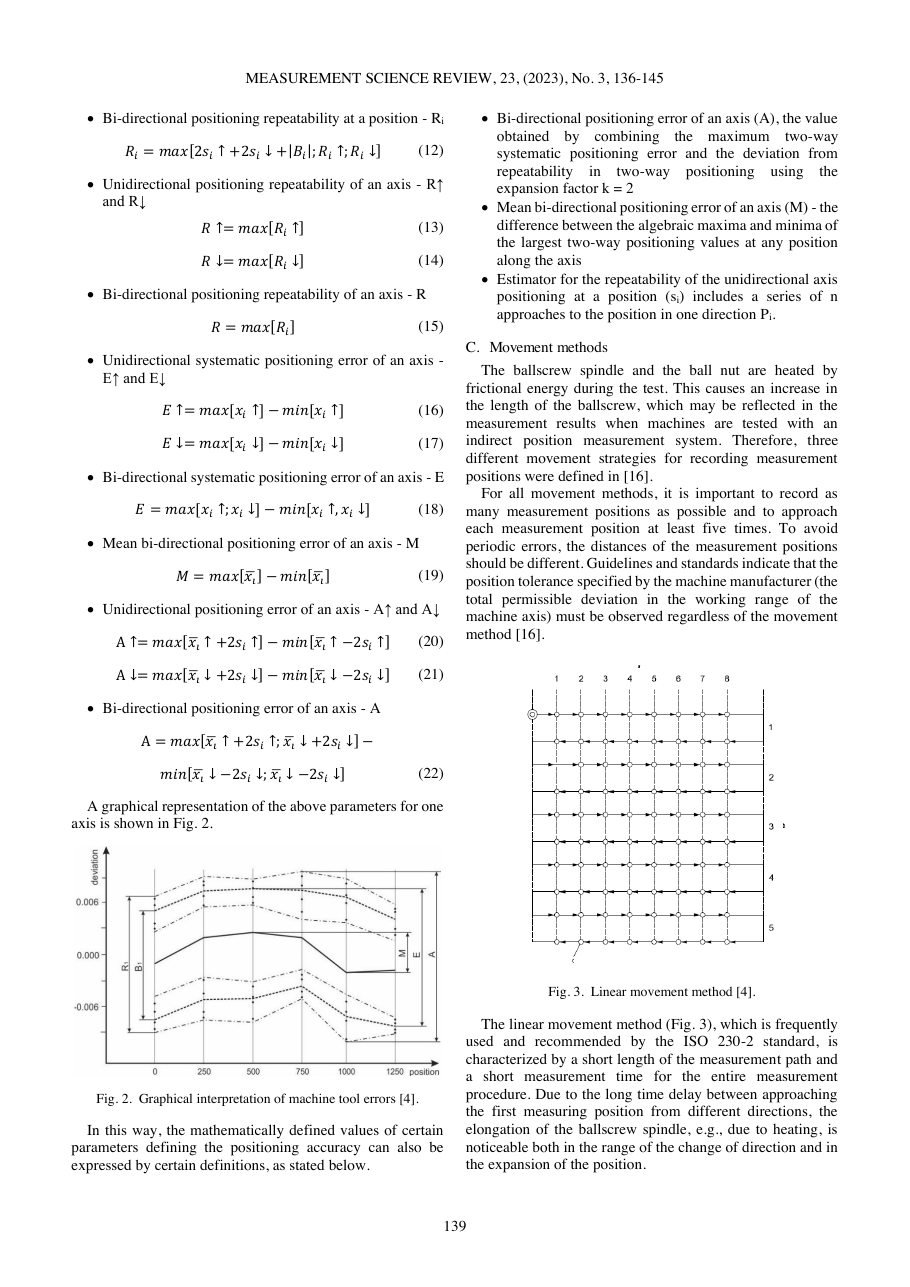 MEASUREMENT SCIENCE REVIEW, 23, (2023), No. 3, 136-145
• Bi-directional positioning repeatability at a position - Ri
Ri = max[2si ↑ +2si ↓ +|Bi|; Ri ↑; Ri ↓] (12)
• Unidirectional positioning repeatability of an axis - R↑
and R↓
R ↑= max[Ri ↑] (13)
R ↓= max[Ri ↓] (14)
• Bi-directional positioning repeatability of an axis - R
R = max[Ri] (15)
• Unidirectional systematic positioning error of an axis -
E↑ and E↓
E ↑= max[xi ↑] − min[xi ↑] (16)
E ↓= max[xi ↓] − min[xi ↓] (17)
• Bi-directional systematic positioning error of an axis - E
E = max[xi ↑; xi ↓] − min[xi ↑, xi ↓] (18)
• Mean bi-directional positioning error of an axis - M
M = max[x̅ι] − min[x̅ι] (19)
• Unidirectional positioning error of an axis - A↑ and A↓
A ↑= max[x̅ι ↑ +2si ↑] − min[x̅ι ↑ −2si ↑] (20)
A ↓= max[x̅ι ↓ +2si ↓] − min[x̅ι ↓ −2si ↓] (21)
• Bi-directional positioning error of an axis - A
A = max[x̅ι ↑ +2si ↑; x̅ι ↓ +2si ↓] −
min[x̅ι ↓ −2si ↓; x̅ι ↓ −2si ↓] (22)
A graphical representation of the above parameters for one
axis is shown in Fig. 2.
deviation
0.006
0.000
-0.006
R1
B1
M
E
A
0 250 500 750 1000 1250 position
Fig. 2. Graphical interpretation of machine tool errors [4].
In this way, the mathematically defined values of certain
parameters defining the positioning accuracy can also be
expressed by certain definitions, as stated below.
• Bi-directional positioning error of an axis (A), the value
obtained by combining the maximum two-way
systematic positioning error and the deviation from
repeatability in two-way positioning using the
expansion factor k = 2
• Mean bi-directional positioning error of an axis (M) - the
difference between the algebraic maxima and minima of
the largest two-way positioning values at any position
along the axis
• Estimator for the repeatability of the unidirectional axis
positioning at a position (si) includes a series of n
approaches to the position in one direction Pi.
C. Movement methods
The ballscrew spindle and the ball nut are heated by
frictional energy during the test. This causes an increase in
the length of the ballscrew, which may be reflected in the
measurement results when machines are tested with an
indirect position measurement system. Therefore, three
different movement strategies for recording measurement
positions were defined in [16].
For all movement methods, it is important to record as
many measurement positions as possible and to approach
each measurement position at least five times. To avoid
periodic errors, the distances of the measurement positions
should be different. Guidelines and standards indicate that the
position tolerance specified by the machine manufacturer (the
total permissible deviation in the working range of the
machine axis) must be observed regardless of the movement
method [16].
1 2 3 4 5 6 7 8
1
2
3
4
5
Fig. 3. Linear movement method [4].
The linear movement method (Fig. 3), which is frequently
used and recommended by the ISO 230-2 standard, is
characterized by a short length of the measurement path and
a short measurement time for the entire measurement
procedure. Due to the long time delay between approaching
the first measuring position from different directions, the
elongation of the ballscrew spindle, e.g., due to heating, is
noticeable both in the range of the change of direction and in
the expansion of the position.
139